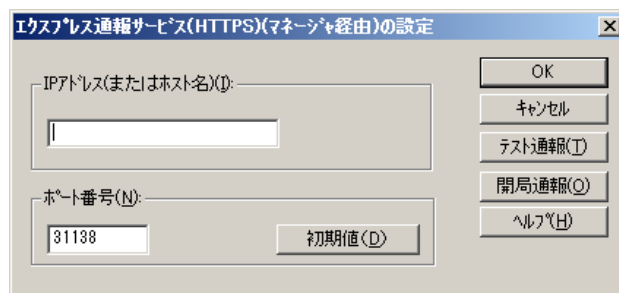 ｴｸｽﾌﾟﾚｽ通報ｻｰﾋﾞｽ(HTTPS)(ﾏﾈｰｼﾞｬ経由)の設定
IPｱﾄﾞﾚｽ(またはﾎｽﾄ名)(I):
OK
ｷｬﾝｾﾙ
ﾃｽﾄ通報(T)
開局通報(O)
ﾍﾙﾌﾟ(H)
ﾎﾟｰﾄ番号(N):
31138
初期値(D)